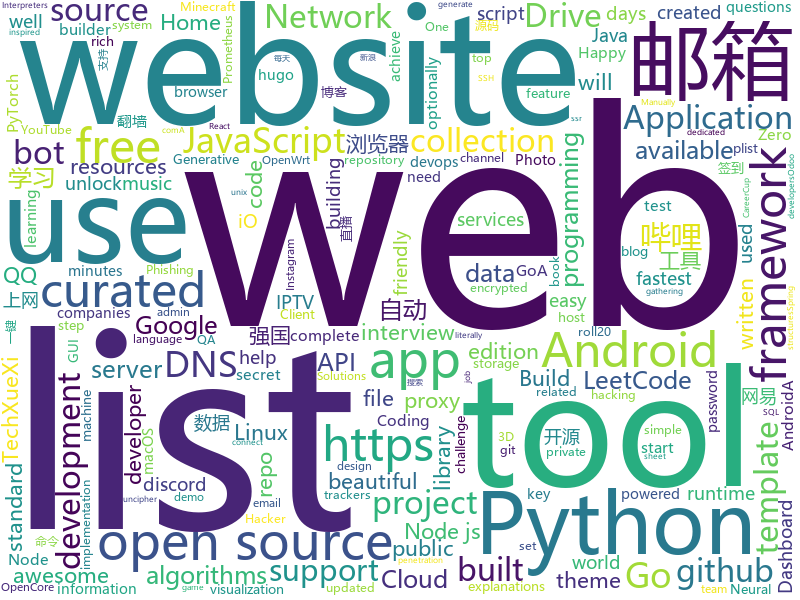 web
website
list
tool
use
Python
app
Android
邮箱
curated
open source
free
framework
https
source
Network
Drive
Home
script
days
created
Java
Minecraft
Interpreters
inspired
rich
system
builder
well
hugo
Prometheus
achieve
One
top
源码
questions
Happy
will
支持
每天
新浪
博客
optionally
feature
browser
PyTorch
YouTube
翻墙
命令
React
SSH
ssr
Manually
dedicated
JavaScript
浏览器
collection
Application
available
Zero
plist
bot
学习
resources
unlockmusic
Generative
OpenWrt
repository
devops
channel
Photo
need
code
building
iO
直播
services
programming
test
签到
CareerCup
developersOdoo
learning
QQ
minutes
Phishing
Instagram
unix
friendly
data
GoA
encrypted
book
哔哩
工具
blog
used
上网
IPTV
easy
fastest
companies
admin
Client
自动
written
gathering
Google
强国
complete
interview
edition
host
roll20
网易
AndroidA
structuresSpring
一键
step
language
QA
DNS
help
API
LeetCode
Build
storage
TechXueXi
GUI
server
secret
Solutions
file
proxy
hacking
password
template
standard
development
developer
数据
Linux
Coding
library
challenge
3D
开源
private
related
SQL
runtime
macOS
machine
repo
simple
start
搜索
job
git
discord
beautiful
email
connect
project
design
key
powered
sheet
implementation
demo
trackers
Node js
public
set
github
visualization
Hacker
support
Cloud
built
theme
Go
world
updated
awesome
algorithms
game
generate
penetration
team
explanations
Neural
Dashboard
OpenCore
Node
information
literally
uncipher
comA